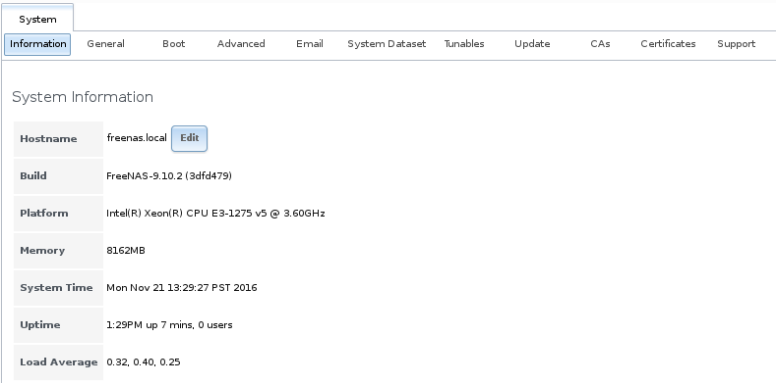 System
Information General Boot Advanced Email System Dataset Tunables Update CAs Certificates Support
System Information
Hostname freenas.local Edit
Build FreeNAS-9.10.2 (3dfd479)
Platform Intel(R) Xeon(R) CPU E3-1275 v5 @ 3.60GHz
Memory 8162MB
System Time Mon Nov 21 13:29:27 PST 2016
Uptime 1:29PM up 7 mins, 0 users
Load Average 0.32, 0.40, 0.25